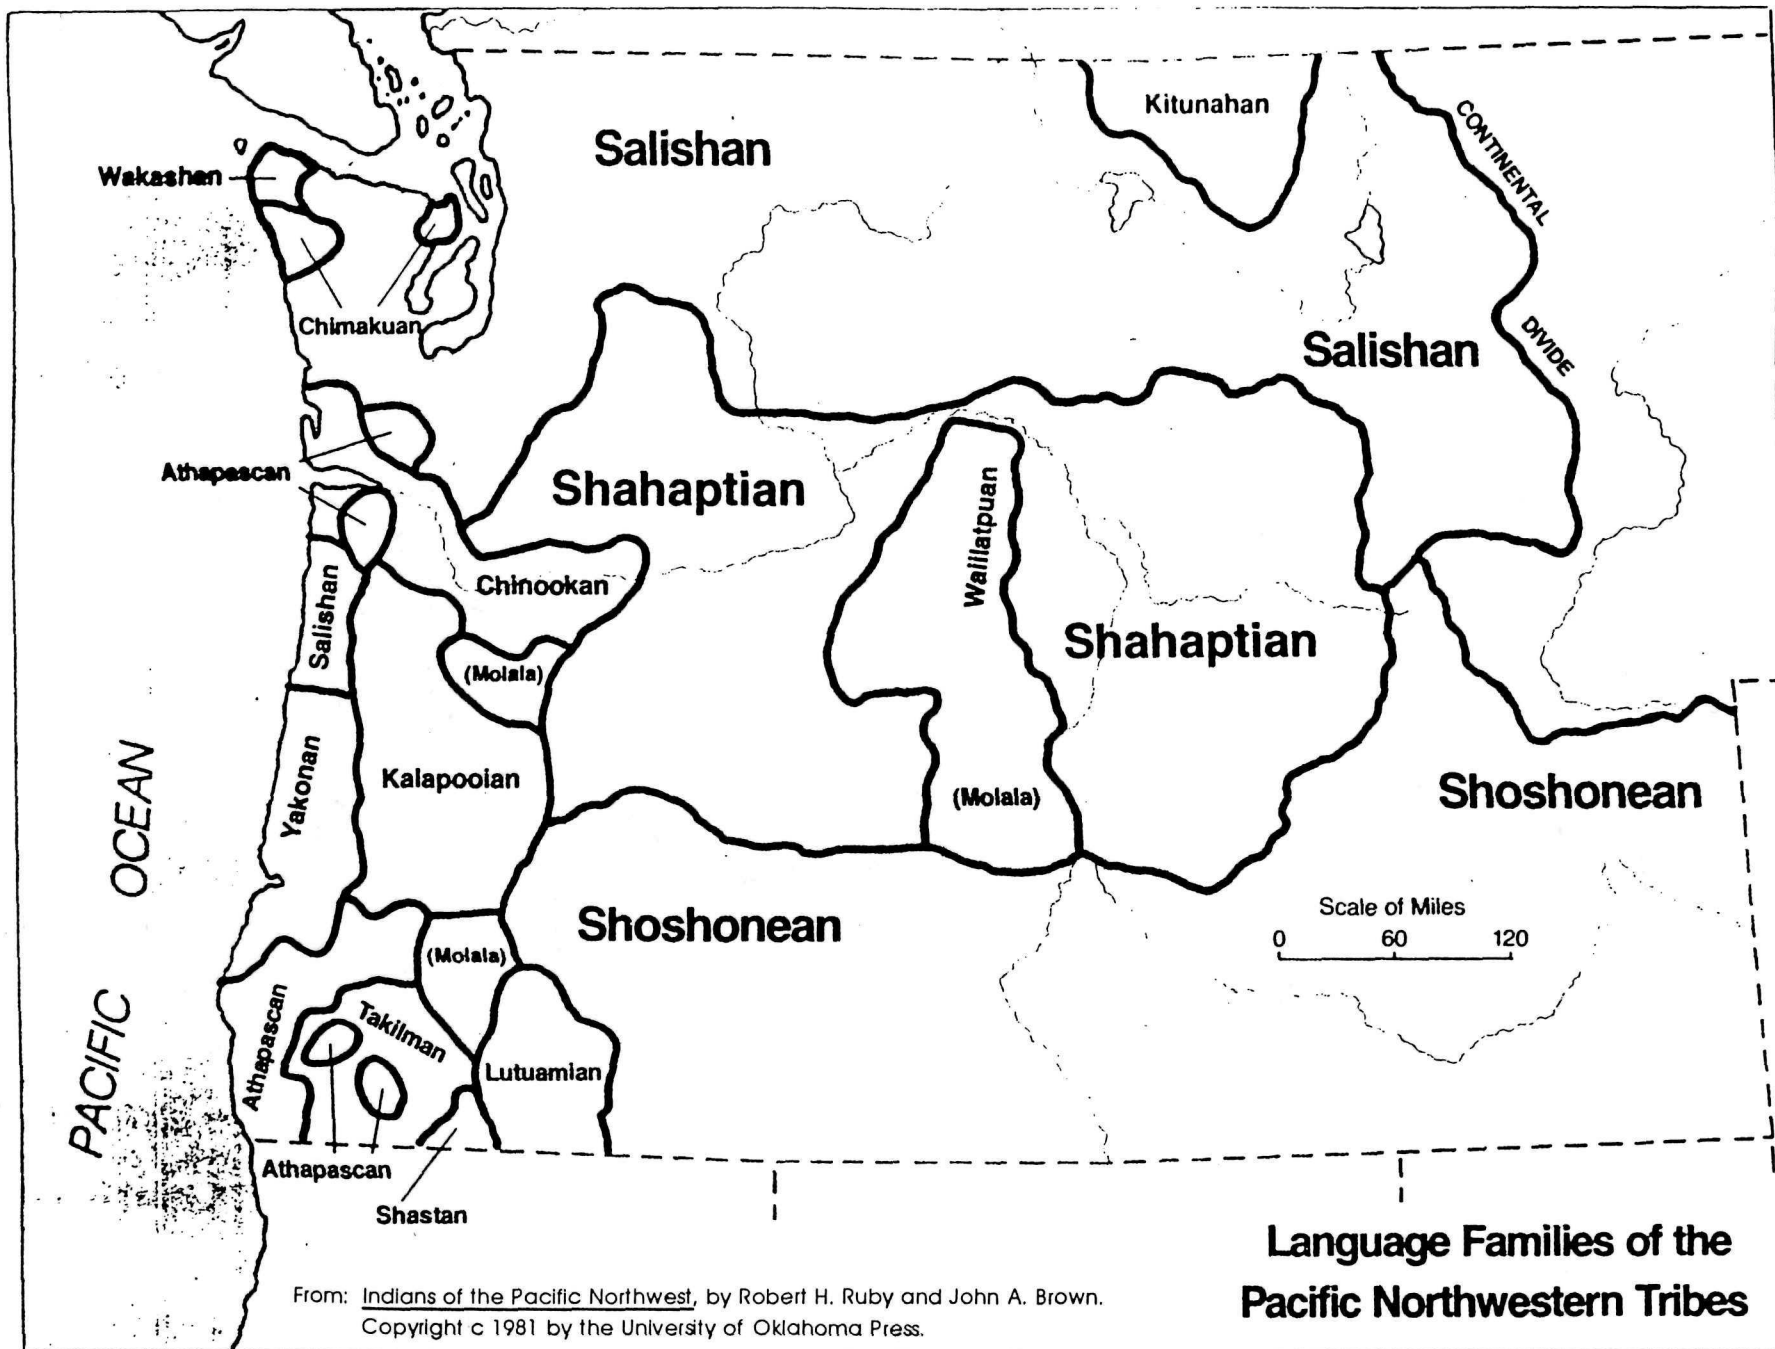 Kitunahan
CONTINENTAL
DIVIDE
Salishan
Wakashan
Chimakuan
Salishan
Athapascan
Shahaptian
Waiilatpuan
Chinookan
Salishan
(Molala)
Shahaptian
Yakonan
Kalapooian
(Molala)
Shoshonean
PACIFIC
OCEAN
Shoshonean
Scale of Miles
0 60 120
(Molala)
Athapascan
Takilman
Lutuamian
Athapascan
Shastan
Language Families of the
Pacific Northwestern Tribes
From: Indians of the Pacific Northwest, by Robert H. Ruby and John A. Brown.
Copyright c 1981 by the University of Oklahoma Press.